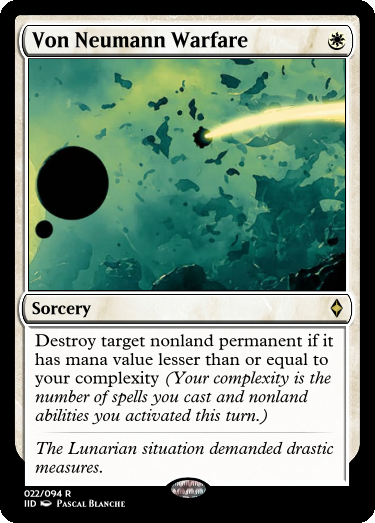 Von Neumann Warfare
Sorcery
Destroy target nonland permanent if it
has mana value lesser than or equal to
your complexity (Your complexity is the
number of spells you cast and nonland
abilities you activated this turn.)
The Lunarian situation demanded drastic
measures.
022/094 R
IID Pascal Blanche